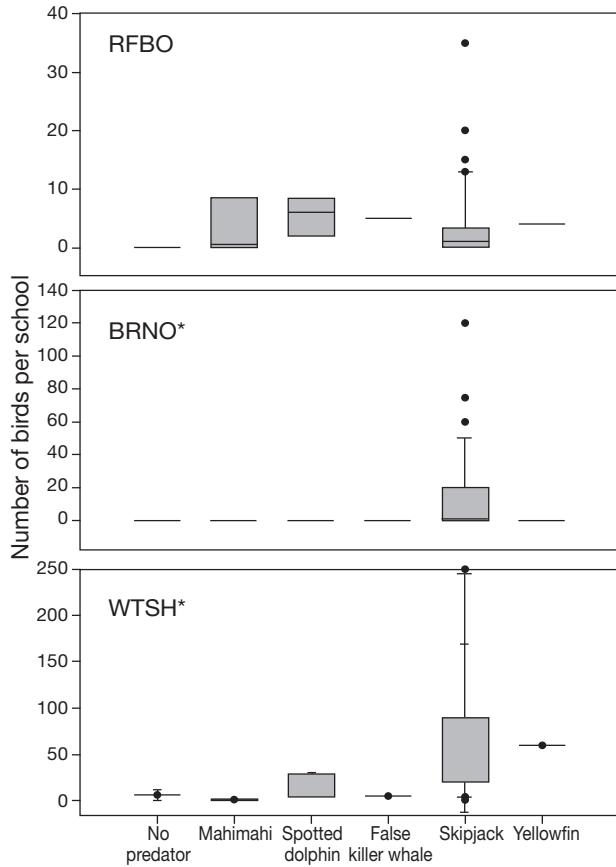 Number of birds per school
RFBO
40
30
20
10
0
BRNO*
140
120
100
80
60
40
20
0
WTSH*
250
200
150
100
50
0
No predator
Mahimahi
Spotted dolphin
False killer whale
Skipjack
Yellowfin